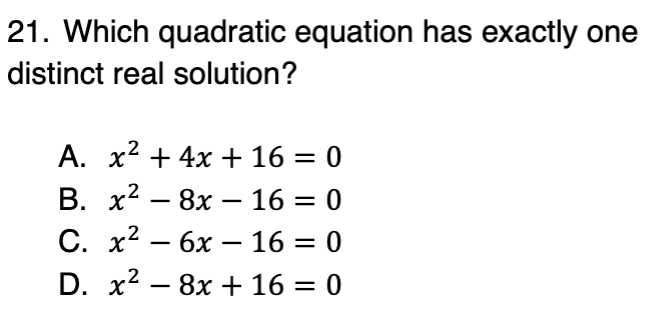 21. Which quadratic equation has exactly one
distinct real solution?
A. x² + 4x + 16 = 0
B. x² − 8x − 16 = 0
C. x² − 6x − 16 = 0
D. x² − 8x + 16 = 0